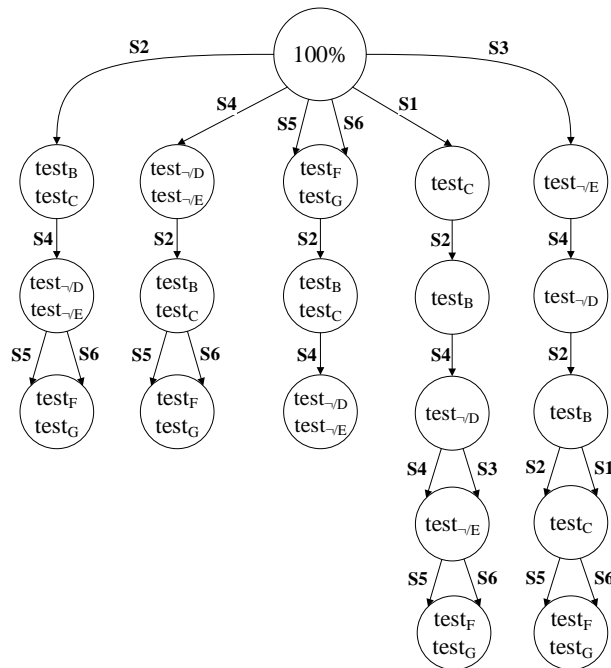 100%
S2 S4 S5 S6 S1 S3
test_B test_¬/D test_F test_C test_¬/E
test_C test_¬/E test_G
S4 S2 S2 S2 S4
test_¬/D test_B test_B test_B test_¬/D
test_¬/E test_C test_C
S5 S6 S5 S6 S4 S4 S2
test_F test_F test_¬/D test_¬/D test_B
test_G test_G test_¬/E
S4 S3 S2 S1
test_¬/E test_C
S5 S6 S5 S6
test_F test_F
test_G test_G